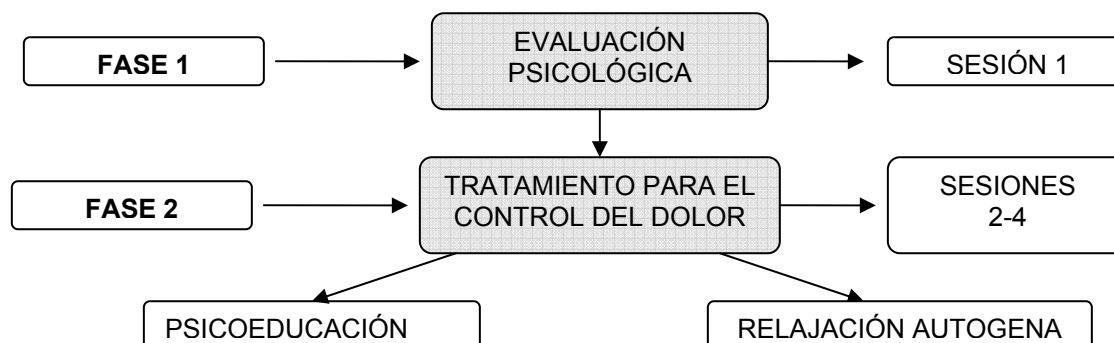 FASE 1
EVALUACIÓN
PSICOLÓGICA
SESIÓN 1
FASE 2
TRATAMIENTO PARA EL
CONTROL DEL DOLOR
SESIONES
2-4
PSICOEDUCACIÓN
RELAJACIÓN AUTOGENA